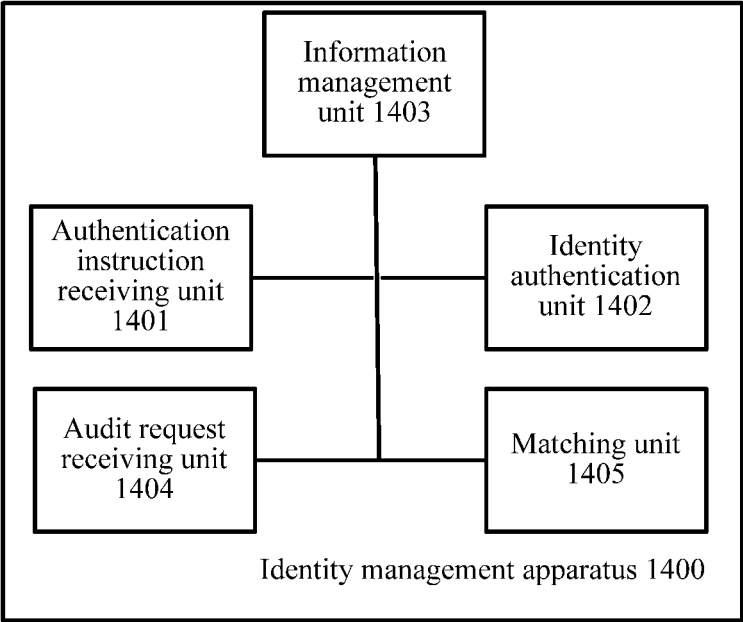 Information
management
unit 1403
Authentication
instruction
receiving unit
1401
Identity
authentication
unit 1402
Audit request
receiving unit
1404
Matching unit
1405
Identity management apparatus 1400